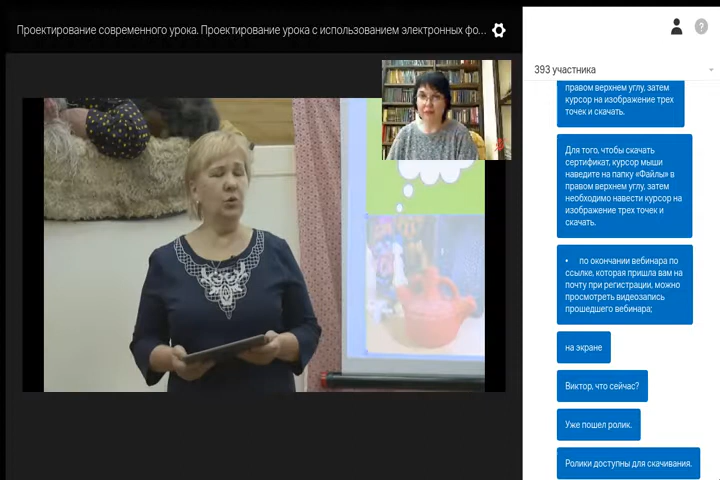 Проектирование современного урока. Проектирование урока с использованием электронных фо...
393 участника
правом верхнем углу, затем
курсор на изображение трех
точек и скачать.
Для того, чтобы скачать
сертификат, курсор мыши
наведите на папку «Файлы» в
правом верхнем углу, затем
необходимо навести курсор на
изображение трех точек и
скачать.
• по окончании вебинара по
ссылке, которая пришла вам на
почту при регистрации, можно
просмотреть видеозапись
прошедшего вебинара;
на экране
Виктор, что сейчас?
Уже пошел ролик.
Ролики доступны для скачивания.